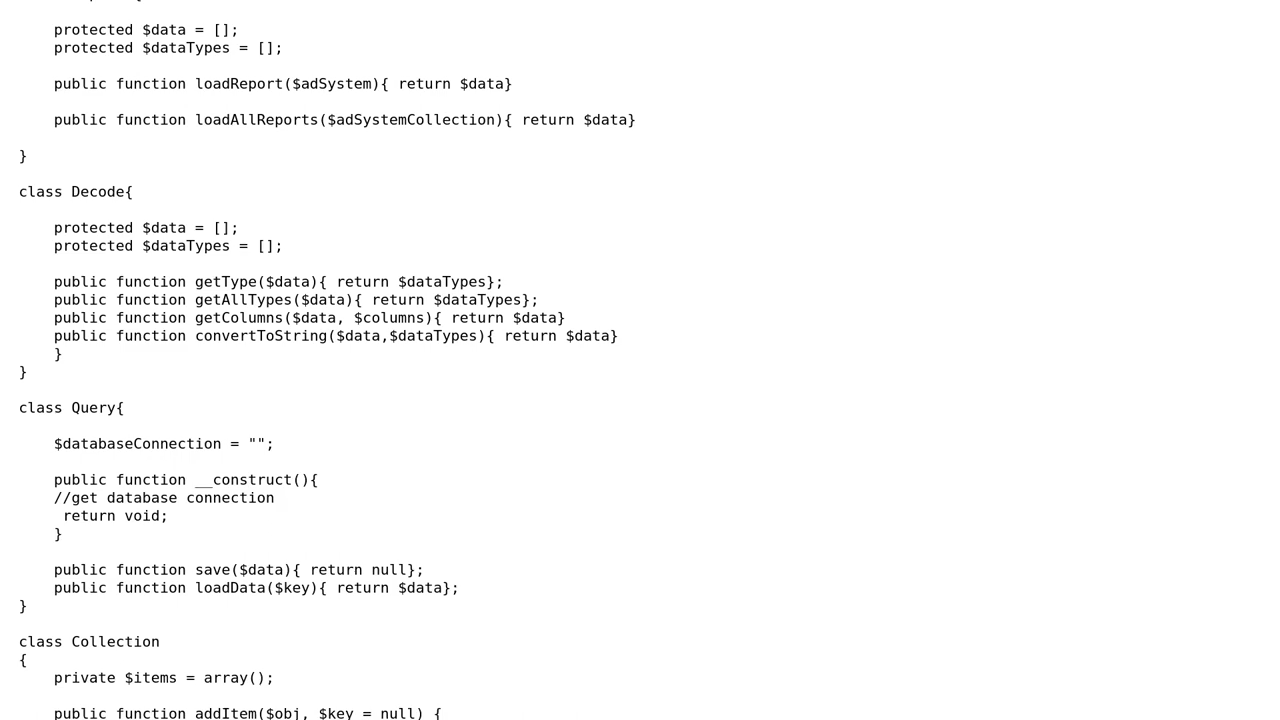 protected $data = [];
protected $dataTypes = [];
public function loadReport($adSystem){ return $data}
public function loadAllReports($adSystemCollection){ return $data}
}
class Decode{
protected $data = [];
protected $dataTypes = [];
public function getType($data){ return $dataTypes};
public function getAllTypes($data){ return $dataTypes};
public function getColumns($data, $columns){ return $data}
public function convertToString($data,$dataTypes){ return $data}
}
}
class Query{
$databaseConnection = "";
public function __construct(){
//get database connection
return void;
}
public function save($data){ return null};
public function loadData($key){ return $data};
}
class Collection
{
private $items = array();
public function addItem($obj, $key = null) {